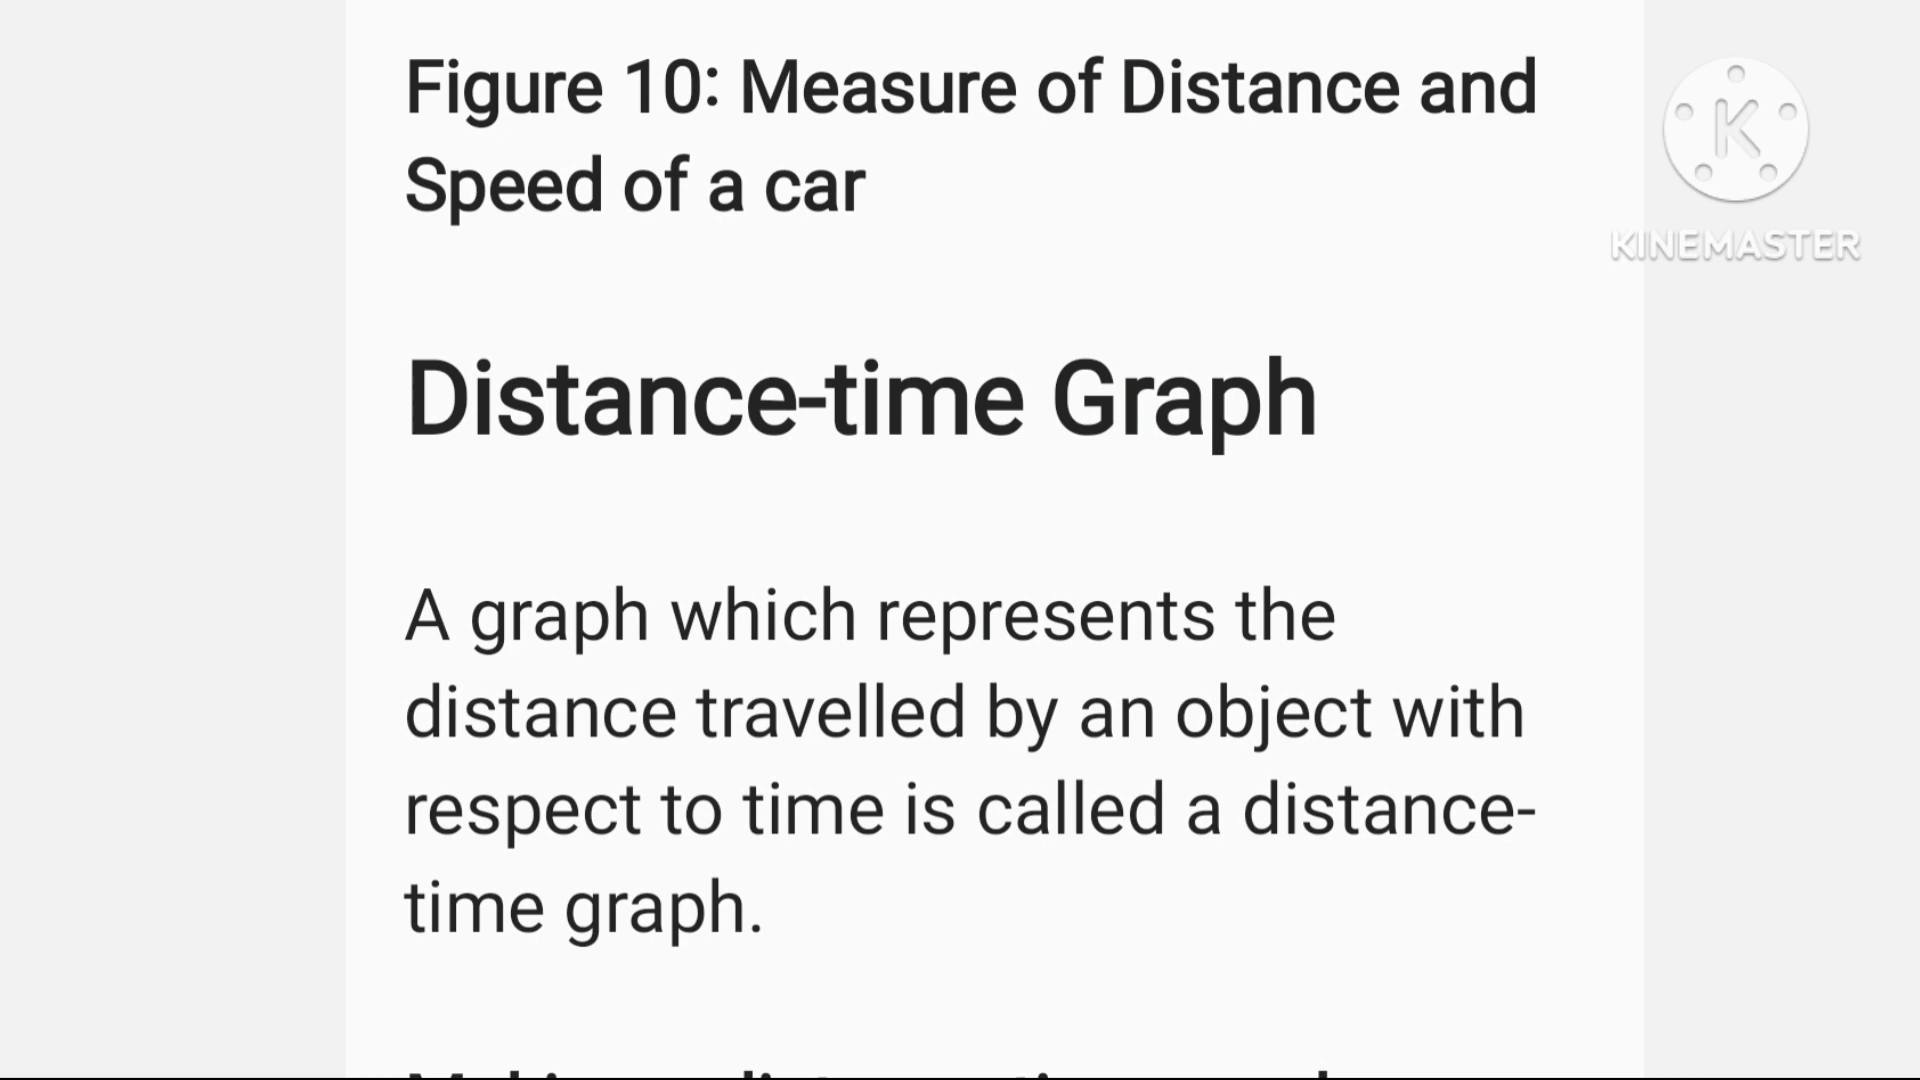 Figure 10: Measure of Distance and
Speed of a car
K
KINEMASTER
Distance-time Graph
A graph which represents the
distance travelled by an object with
respect to time is called a distance-
time graph.